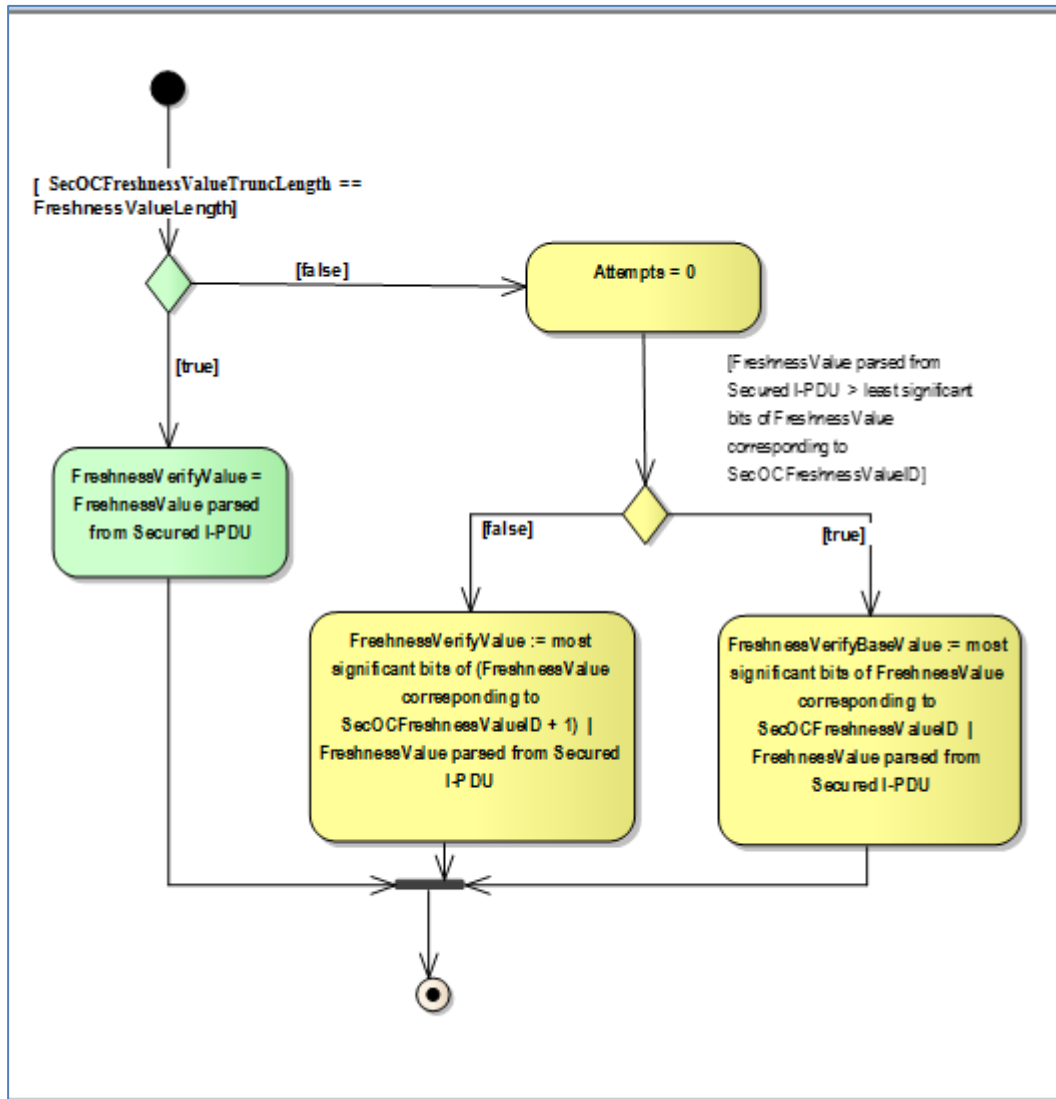 [ SecOCFreshnessValueTruncLength ==
FreshnessValueLength]
[false]
Attempts = 0
[true]
[FreshnessValue parsed from
Secured I-PDU > least significant
bits of FreshnessValue
corresponding to
SecOCFreshnessValueID]
FreshnessVerifyValue =
FreshnessValue parsed
from Secured I-PDU
[false]
[true]
FreshnessVerifyValue := most
significant bits of (FreshnessValue
corresponding to
SecOCFreshnessValueID + 1) |
FreshnessValue parsed from Secured
I-PDU
FreshnessVerifyBaseValue := most
significant bits of FreshnessValue
corresponding to
SecOCFreshnessValueID |
FreshnessValue parsed from
Secured I-PDU